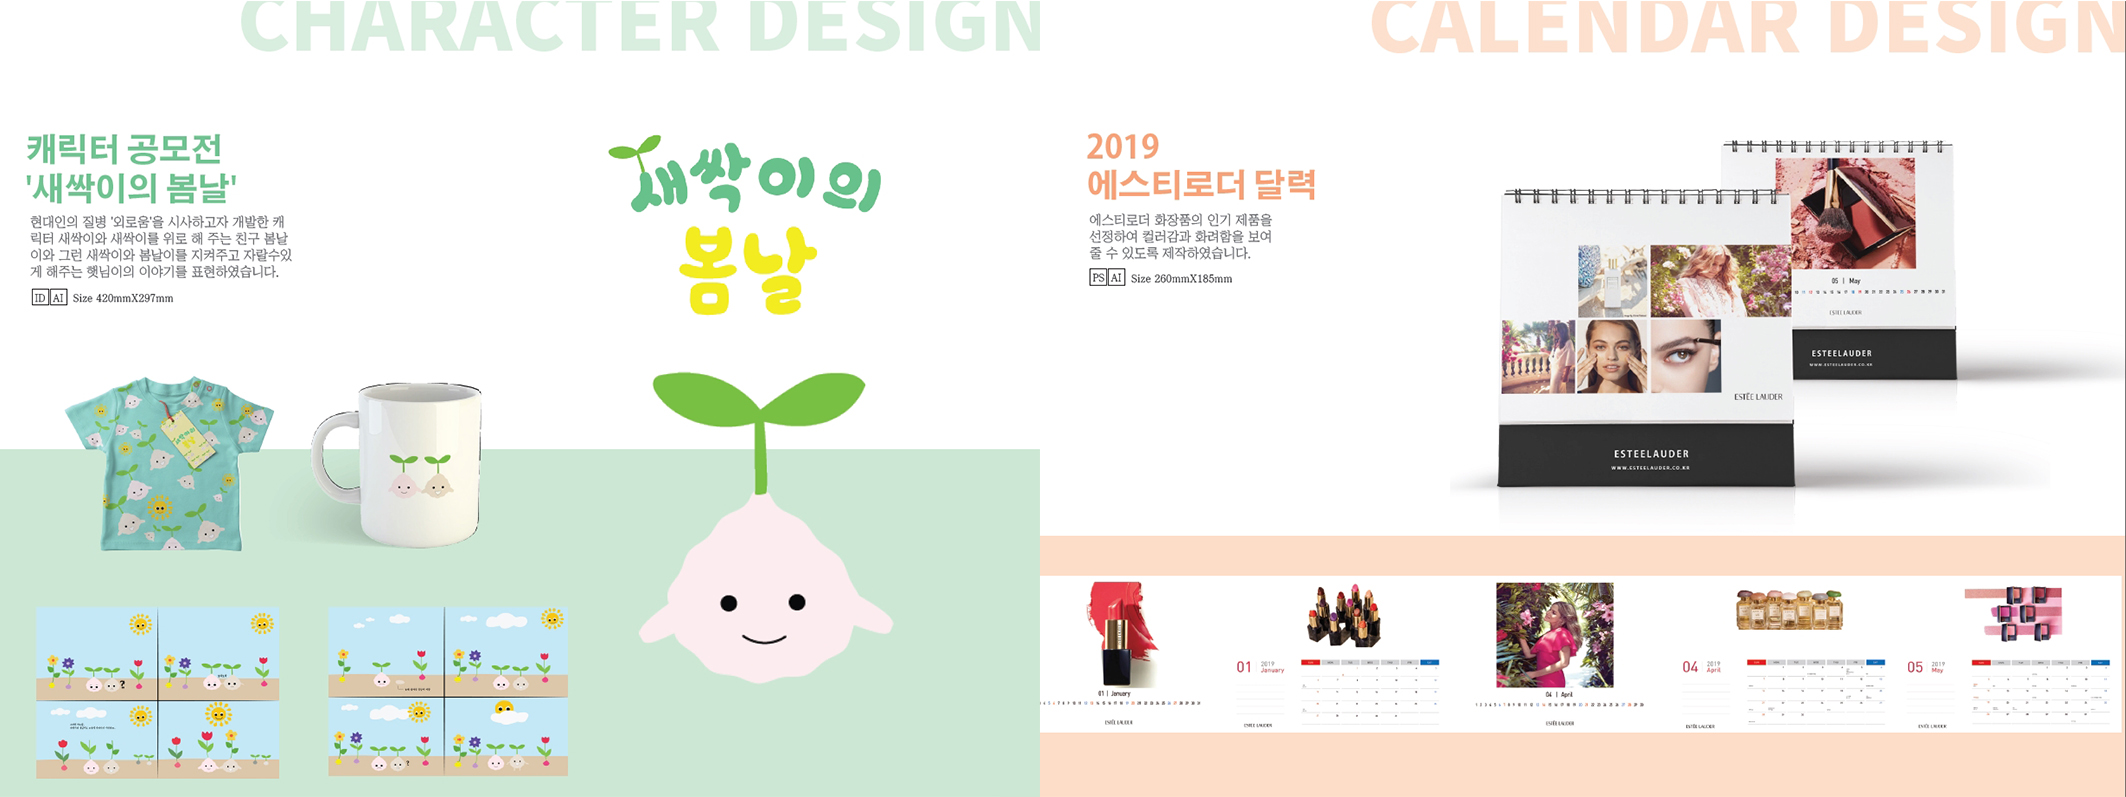 CHARACTER DESIGN
캐릭터 공모전
'새싹이의 봄날'
현대인의 질병 '외로움'을 시사하고자 개발한 캐
릭터 새싹이와 새싹이를 위로 해 주는 친구 봄날
이와 그런 새싹이와 봄날이를 지켜주고 자랄수있
게 해주는 햇님이의 이야기를 표현하였습니다.
ID AI Size 420mmX297mm
새싹이의
봄날
?
?
CALENDAR DESIGN
2019
에스티로더 달력
에스티로더 화장품의 인기 제품을
선정하여 컬러감과 화려함을 보여
줄 수 있도록 제작하였습니다.
PS AI Size 260mmX185mm
05 | May
ESTÉE LAUDER
ESTEELAUDER
WWW.ESTEELAUDER.CO.KR
ESTÉE LAUDER
ESTEELAUDER
WWW.ESTEELAUDER.CO.KR
01 | January
ESTÉE LAUDER
01 2019 January
ESTÉE LAUDER
04 | April
ESTÉE LAUDER
04 2019 April
ESTÉE LAUDER
05 2019 May
ESTÉE LAUDER